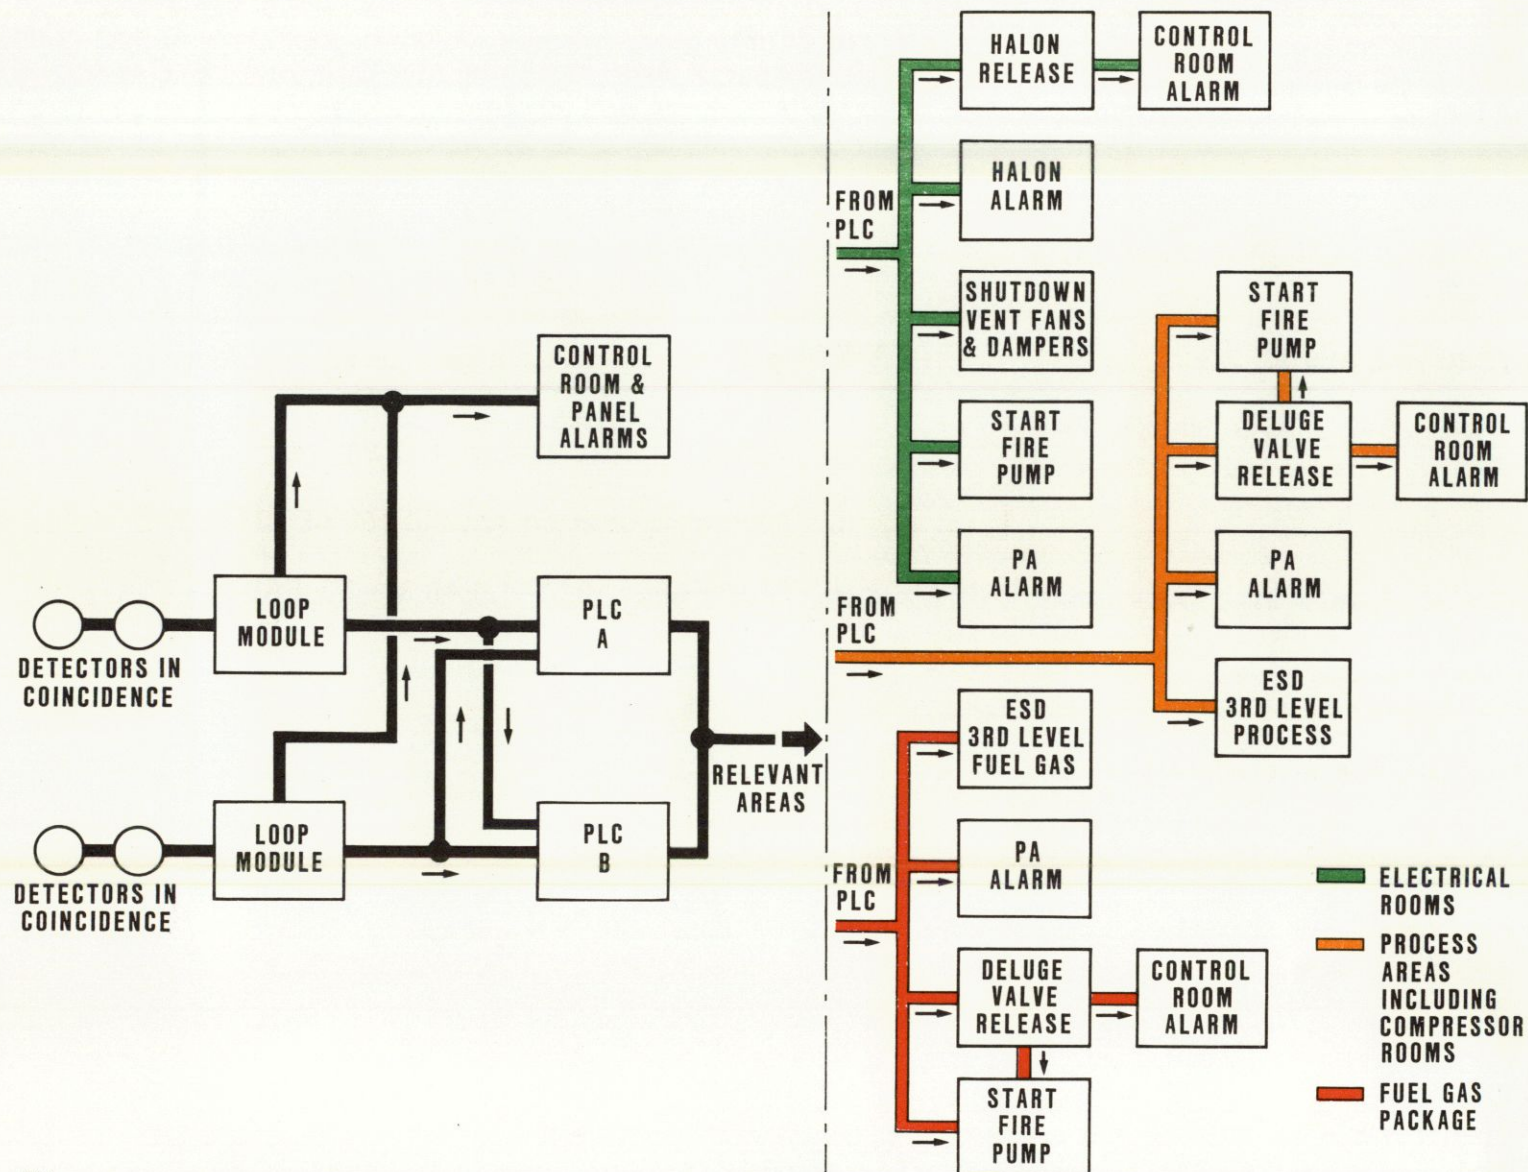 CONTROL
ROOM &
PANEL
ALARMS
LOOP
MODULE
DETECTORS IN
COINCIDENCE
PLC
A
LOOP
MODULE
DETECTORS IN
COINCIDENCE
PLC
B
RELEVANT
AREAS
FROM
PLC
HALON
RELEASE
CONTROL
ROOM
ALARM
HALON
ALARM
SHUTDOWN
VENT FANS
& DAMPERS
START
FIRE
PUMP
PA
ALARM
FROM
PLC
START
FIRE
PUMP
DELUGE
VALVE
RELEASE
CONTROL
ROOM
ALARM
PA
ALARM
ESD
3RD LEVEL
PROCESS
FROM
PLC
ESD
3RD LEVEL
FUEL GAS
PA
ALARM
DELUGE
VALVE
RELEASE
CONTROL
ROOM
ALARM
START
FIRE
PUMP
ELECTRICAL
ROOMS
PROCESS
AREAS
INCLUDING
COMPRESSOR
ROOMS
FUEL GAS
PACKAGE